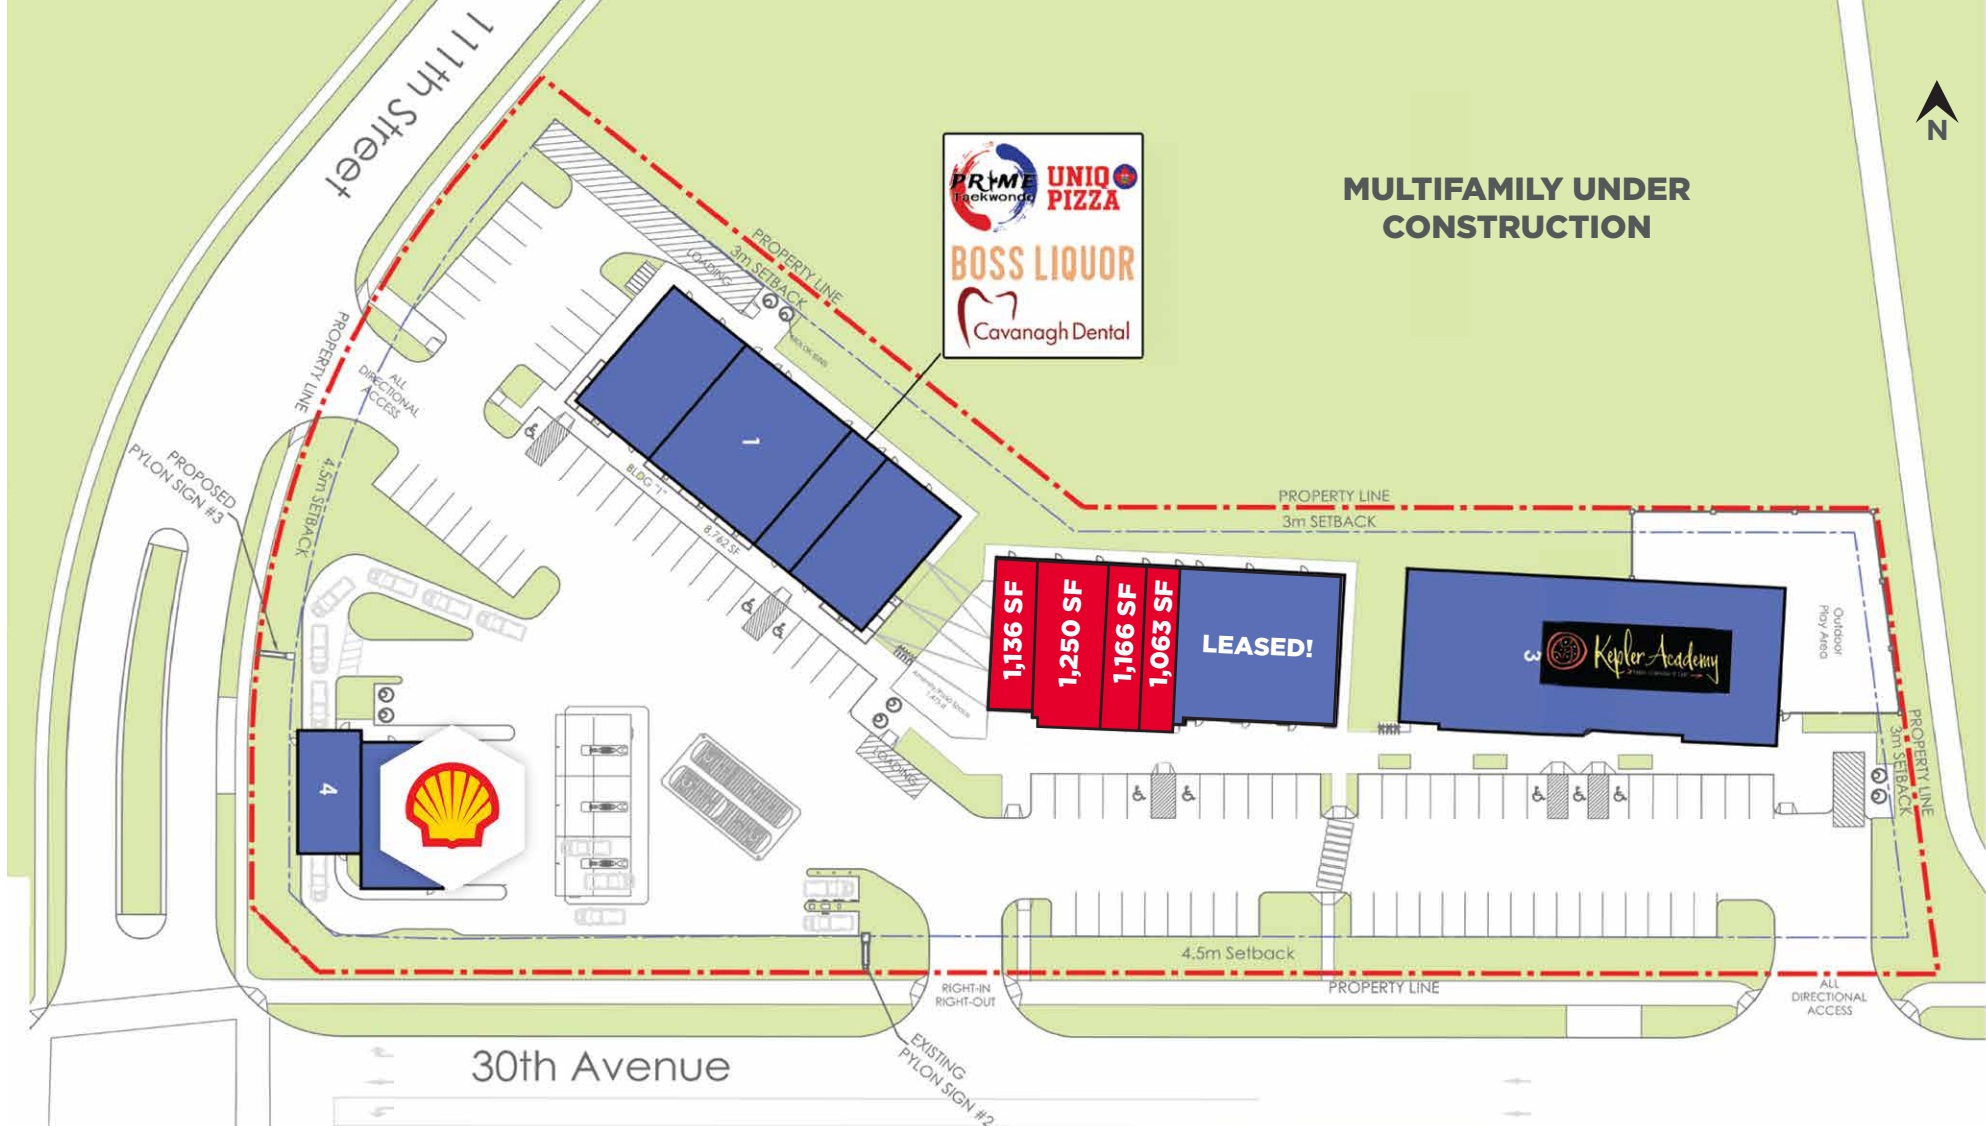 111th Street
N
MULTIFAMILY UNDER
CONSTRUCTION
PRIME
Taekwondo
UNIQ
PIZZA
BOSS LIQUOR
Cavanagh Dental
PROPERTY LINE
3m SETBACK
LOADING
PROPERTY LINE
ALL
DIRECTIONAL
ACCESS
4.5m SETBACK
PROPOSED
PYLON SIGN #3
1
BLDG "1"
8,762 SF
PROPERTY LINE
3m SETBACK
1,136 SF
1,250 SF
1,166 SF
1,063 SF
LEASED!
3
Kepler Academy
Outdoor
Play Area
PROPERTY LINE
3m SETBACK
LOADING
4
4.5m Setback
PROPERTY LINE
RIGHT-IN
RIGHT-OUT
ALL
DIRECTIONAL
ACCESS
EXISTING
PYLON SIGN #2
30th Avenue